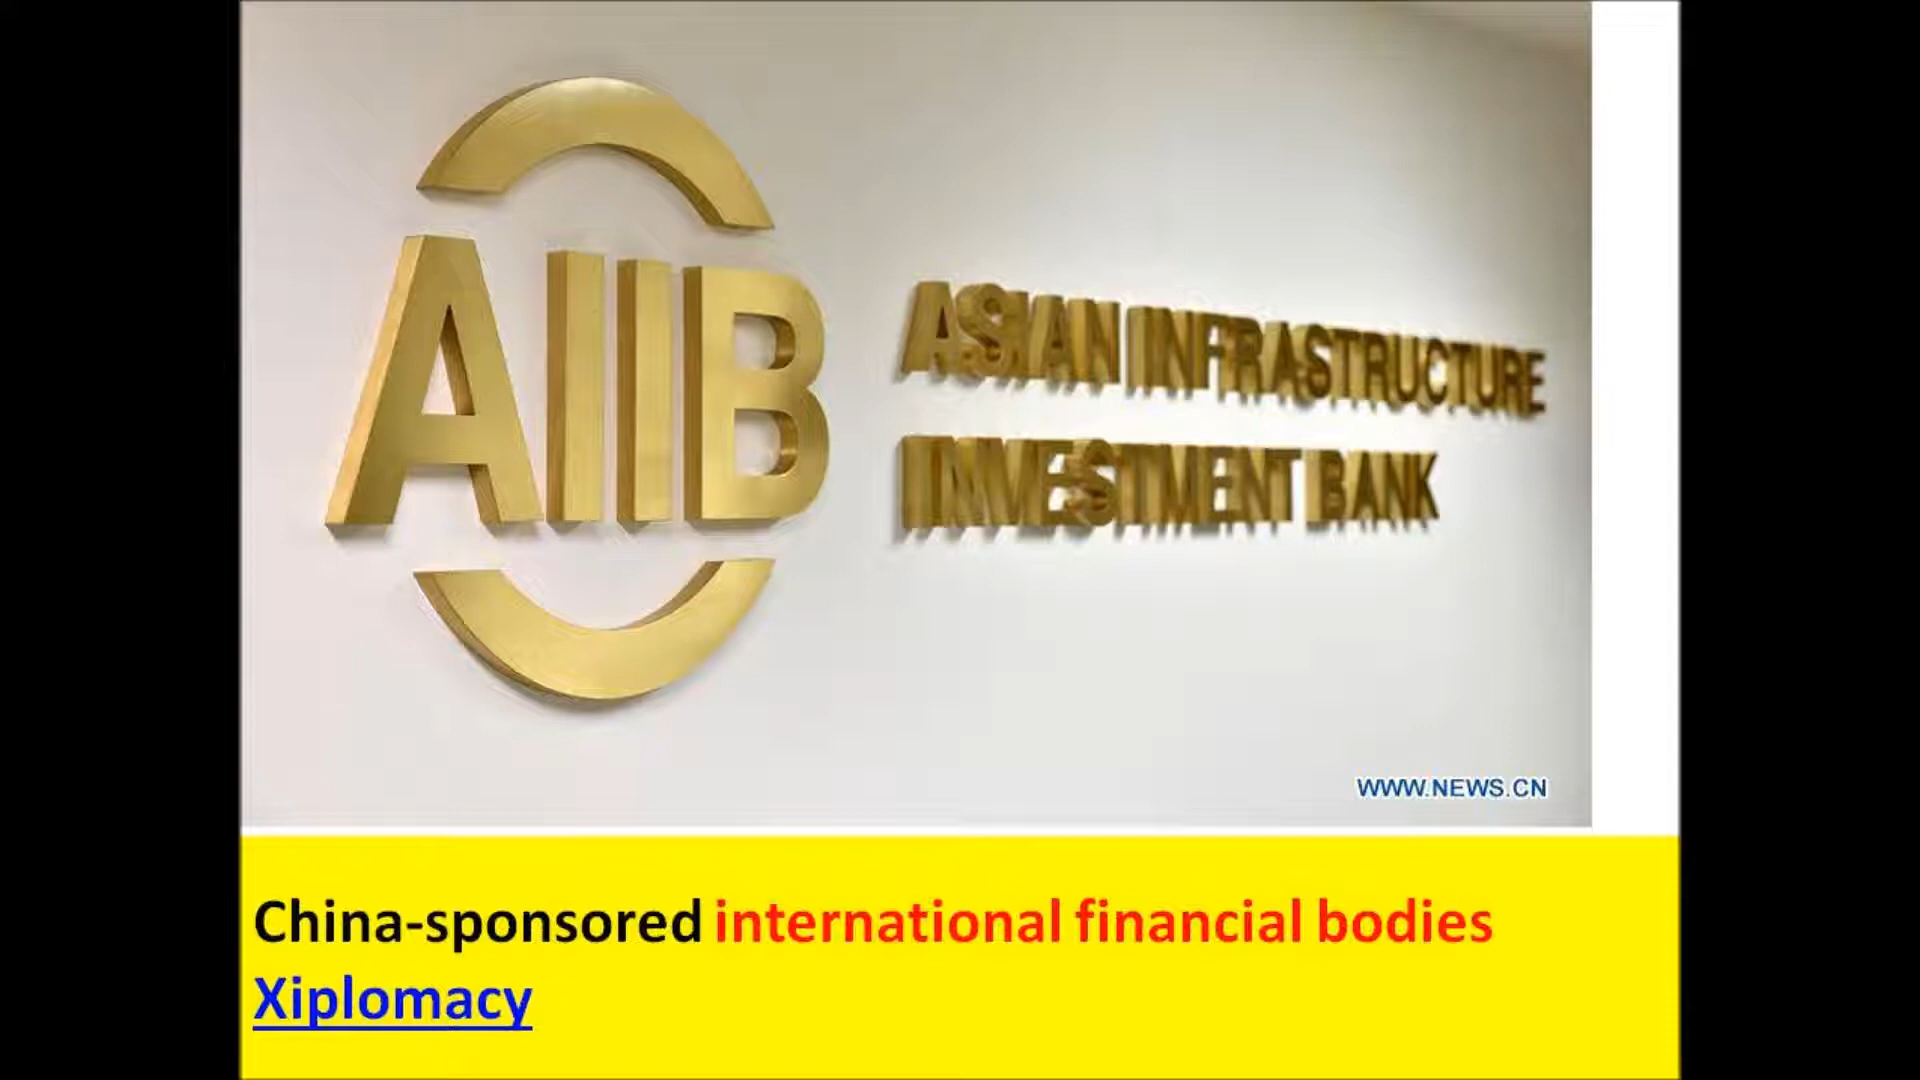 AIIB
ASIAN INFRASTRUCTURE
INVESTMENT BANK
WWW.NEWS.CN
China-sponsored international financial bodies
Xiplomacy